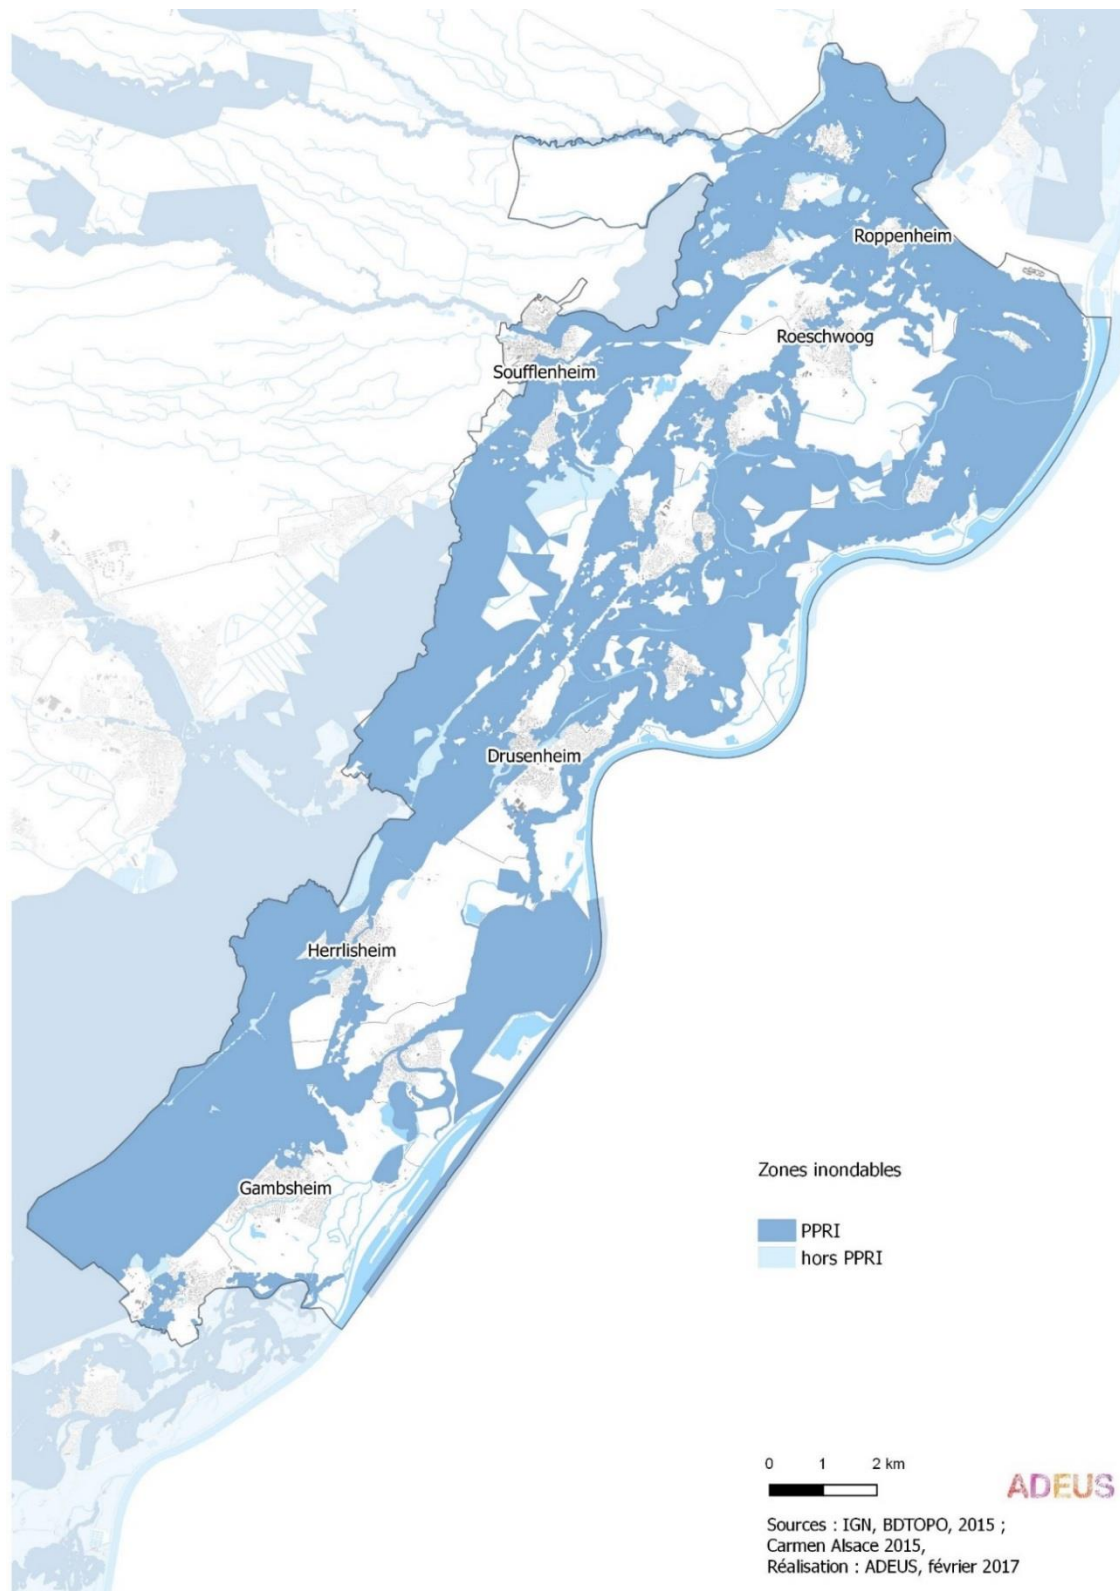 Roppenheim
Roeschwoog
Soufflenheim
Drusenheim
Herrlisheim
Gambsheim
Zones inondables
PPRI
hors PPRI
0 1 2 km
ADEUS
Sources : IGN, BDTOPO, 2015 ;
Carmen Alsace 2015,
Réalisation : ADEUS, février 2017